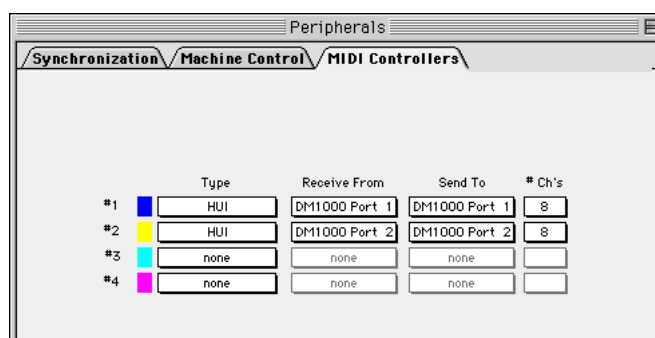 Peripherals
Synchronization Machine Control MIDI Controllers
Type Receive From Send To # Ch's
#1 HUI DM1000 Port 1 DM1000 Port 1 8
#2 HUI DM1000 Port 2 DM1000 Port 2 8
#3 none none none
#4 none none none